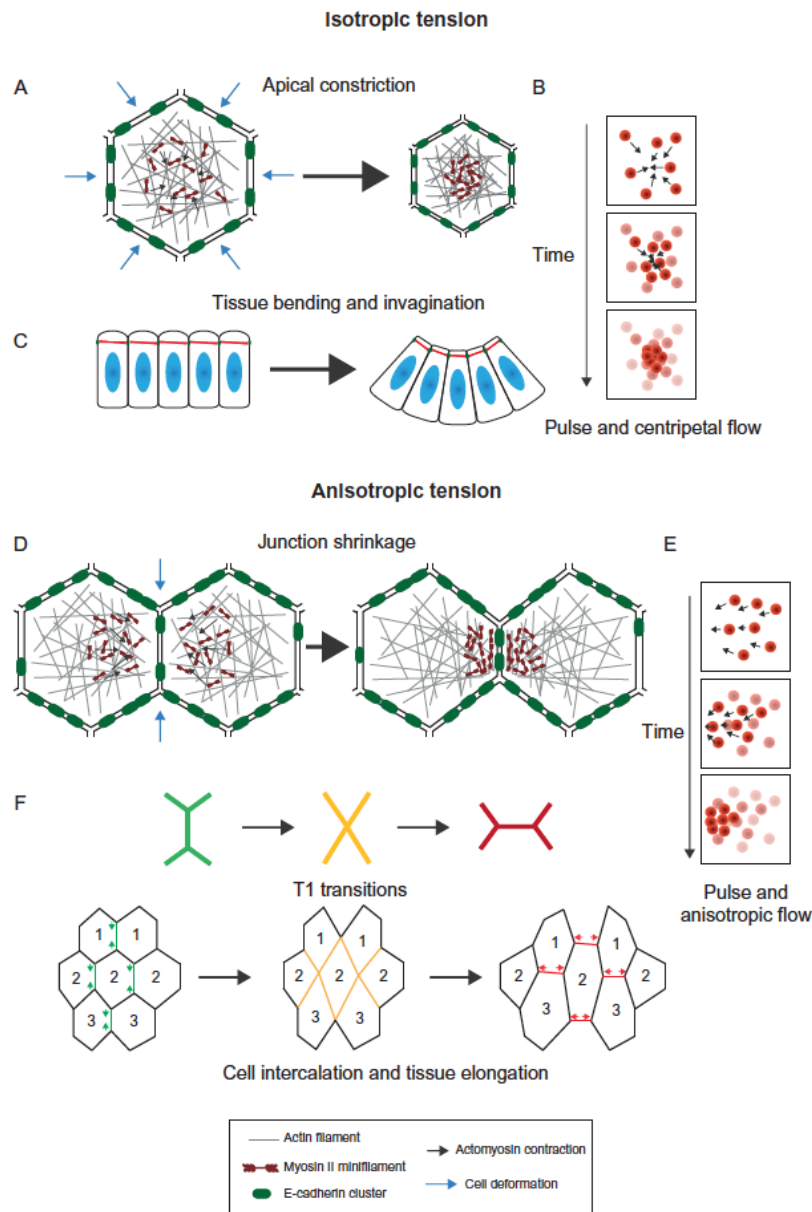 Isotropic tension
A
Apical constriction
B
Time
Tissue bending and invagination
C
Pulse and centripetal flow
Anisotropic tension
D
Junction shrinkage
E
Time
F
T1 transitions
Pulse and
anisotropic flow
1 1
2 2 2
3 3
1 1
2 2 2
3 3
1 1
2 2 2
3 3
Cell intercalation and tissue elongation
Actin filament
Myosin II minifilament
E-cadherin cluster
Actomyosin contraction
Cell deformation